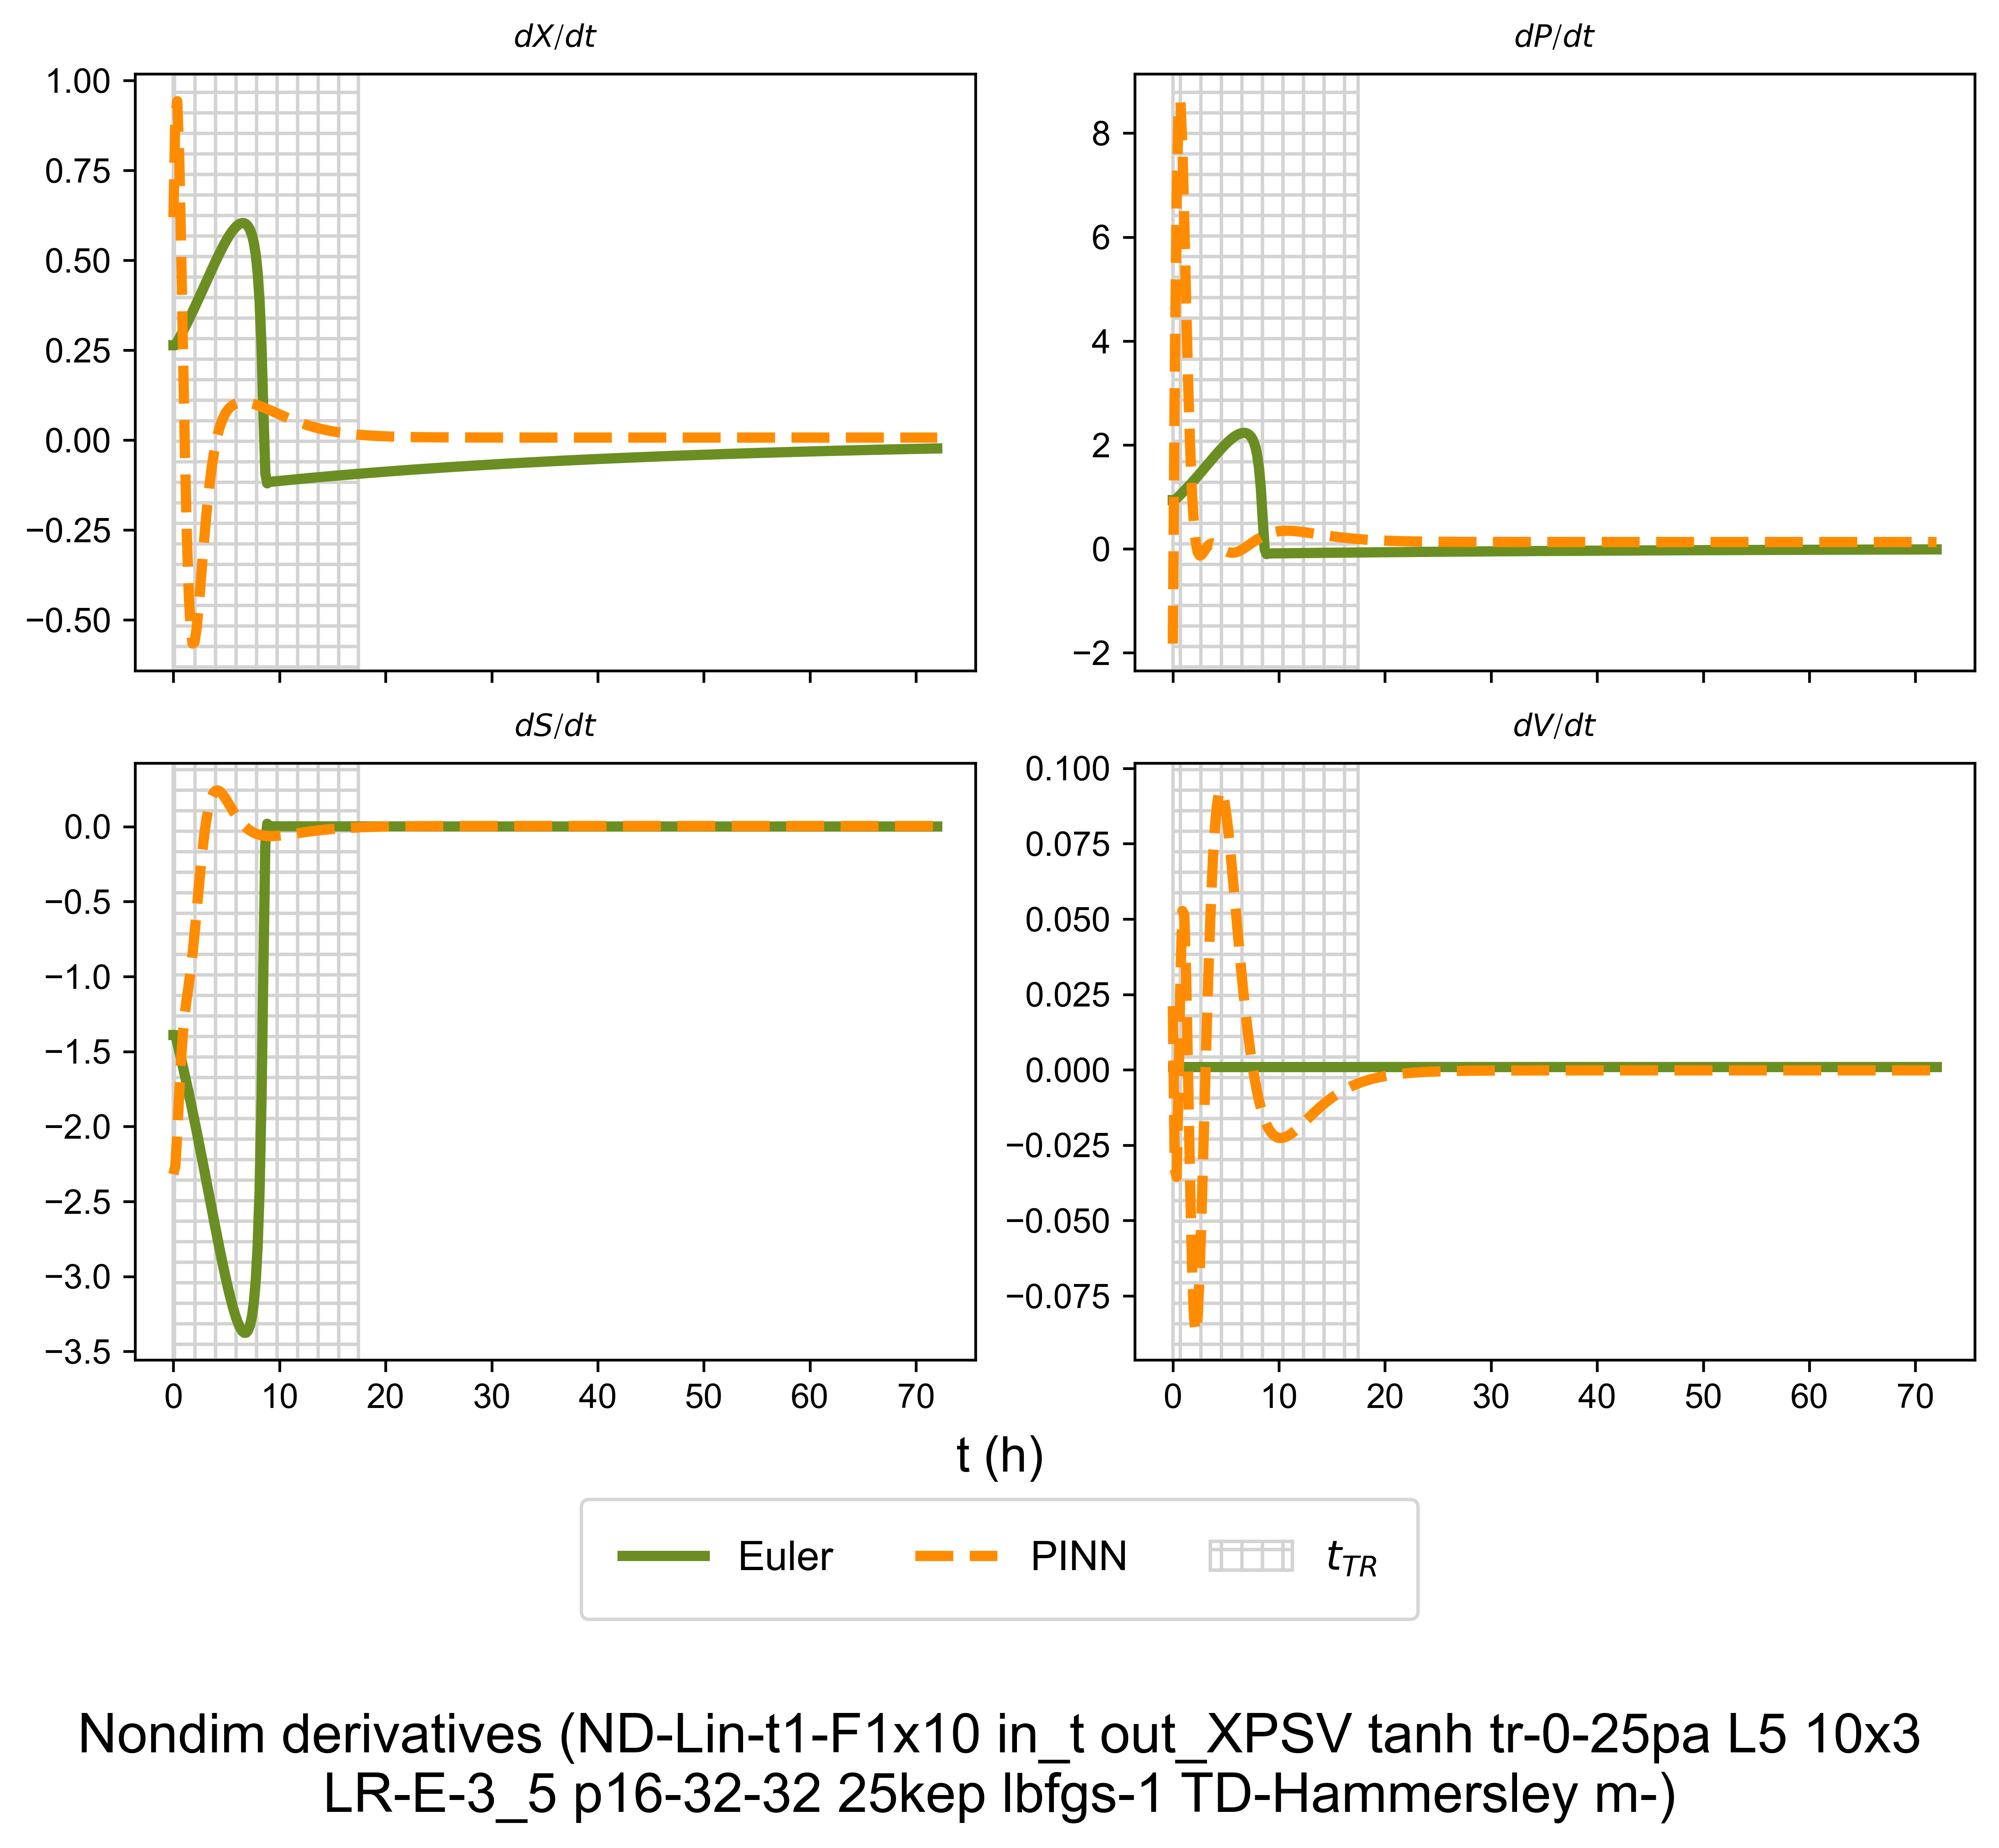 dX/dt
dP/dt
1.00
0.75
0.50
0.25
0.00
−0.25
−0.50
8
6
4
2
0
−2
dS/dt
dV/dt
0.0
−0.5
−1.0
−1.5
−2.0
−2.5
−3.0
−3.5
0 10 20 30 40 50 60 70
0.100
0.075
0.050
0.025
0.000
−0.025
−0.050
−0.075
0 10 20 30 40 50 60 70
t (h)
Euler PINN t_TR
Nondim derivatives (ND-Lin-t1-F1x10 in_t out_XPSV tanh tr-0-25pa L5 10x3
LR-E-3_5 p16-32-32 25kep lbfgs-1 TD-Hammersley m-)